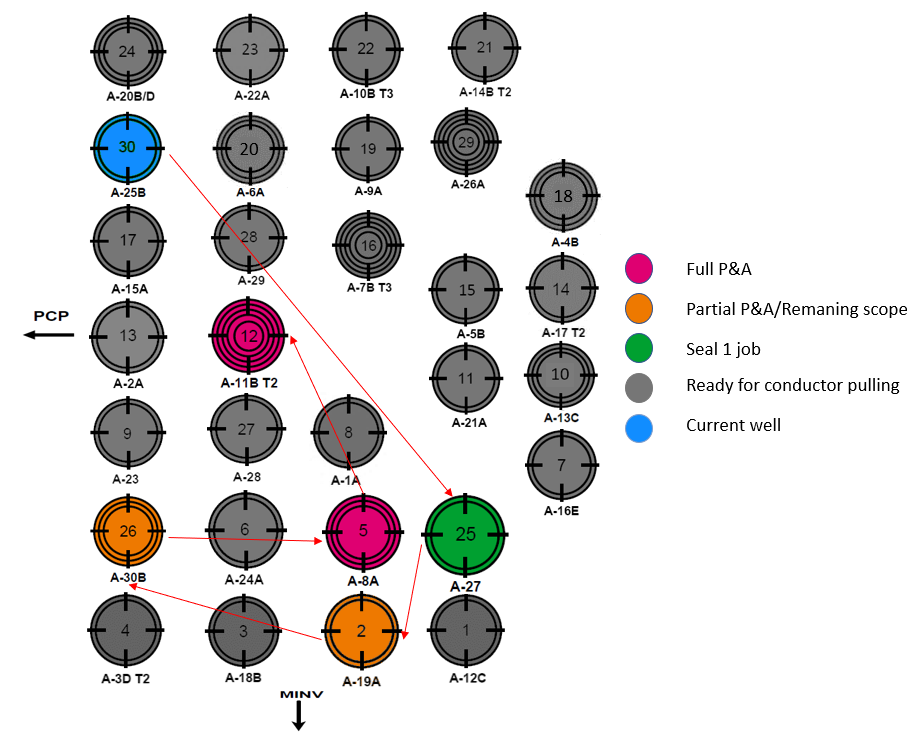 24
23
22
21
A-20B/D
A-22A
A-10B T3
A-14B T2
30
20
19
29
A-25B
A-6A
A-9A
A-26A
18
A-4B
17
28
16
A-15A
A-29
A-7B T3
15
14
A-5B
A-17 T2
Full P&A
Partial P&A/Remaning scope
Seal 1 job
Ready for conductor pulling
Current well
PCP
13
12
A-2A
A-11B T2
11
10
A-21A
A-13C
9
27
8
A-23
A-28
A-1A
7
A-16E
26
6
5
25
A-30B
A-24A
A-8A
A-27
4
3
2
1
A-3D T2
A-18B
A-19A
A-12C
MINV